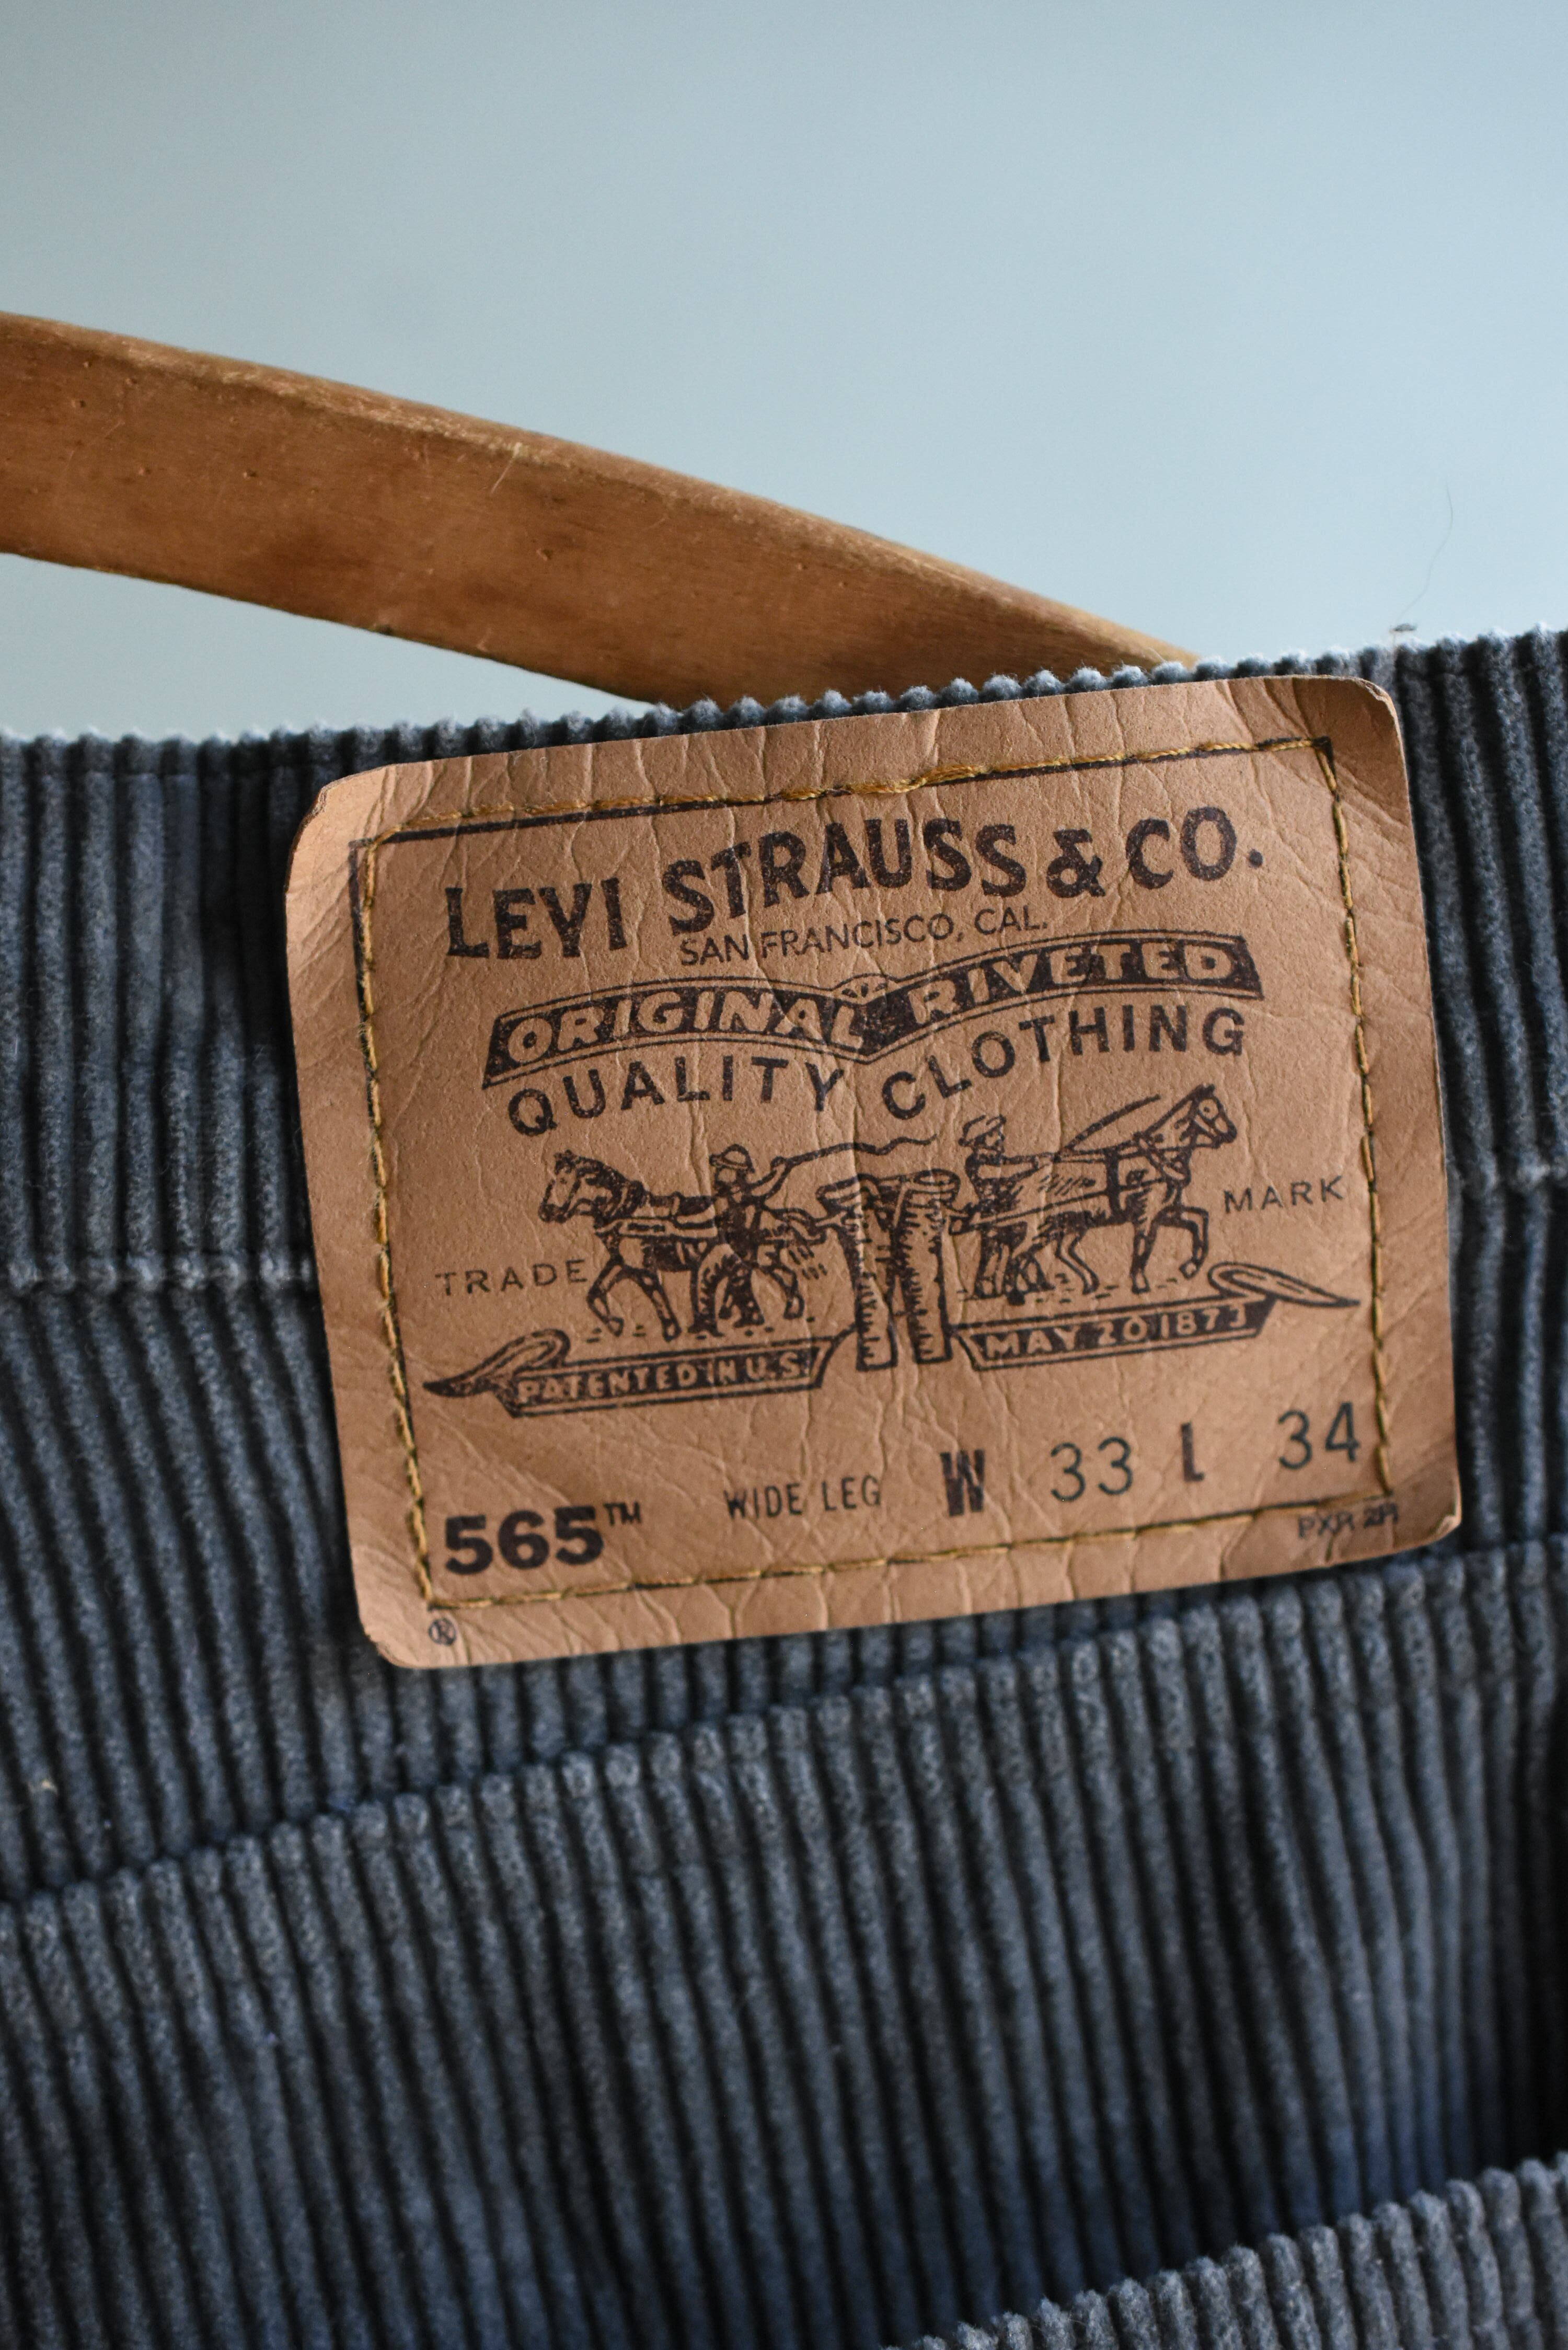 LEVI STRAUSS & CO.
SAN FRANCISCO, CAL.
ORIGINAL RIVETED
QUALITY CLOTHING
TRADE MARK
PATENTED IN U.S. MAY 20 1873
565™ WIDE LEG W 33 L 34
®